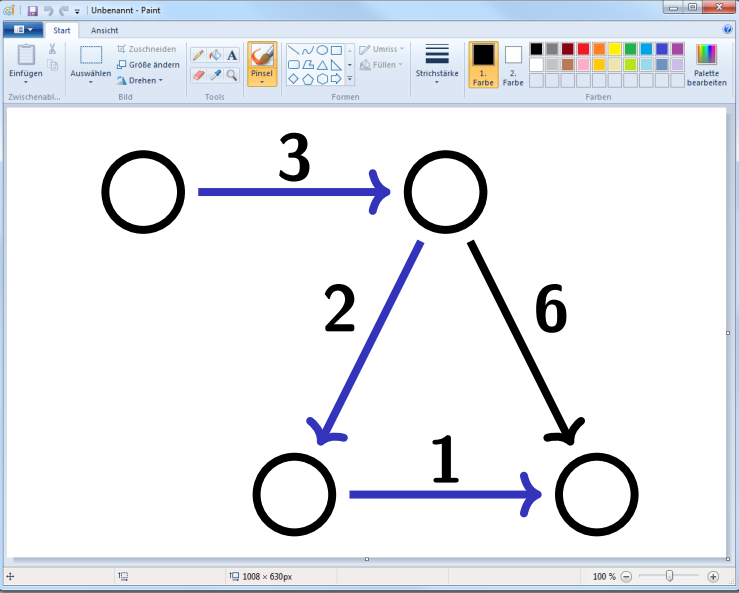 Unbenannt - Paint
Start Ansicht
Einfügen
Zwischenabl...
Auswählen
Zuschneiden
Größe ändern
Drehen
Bild
A
Tools
Pinsel
Umriss
Füllen
Formen
Strichstärke
1.
Farbe
2.
Farbe
Palette
bearbeiten
Farben
3
2
6
1
1008 × 630px
100 %